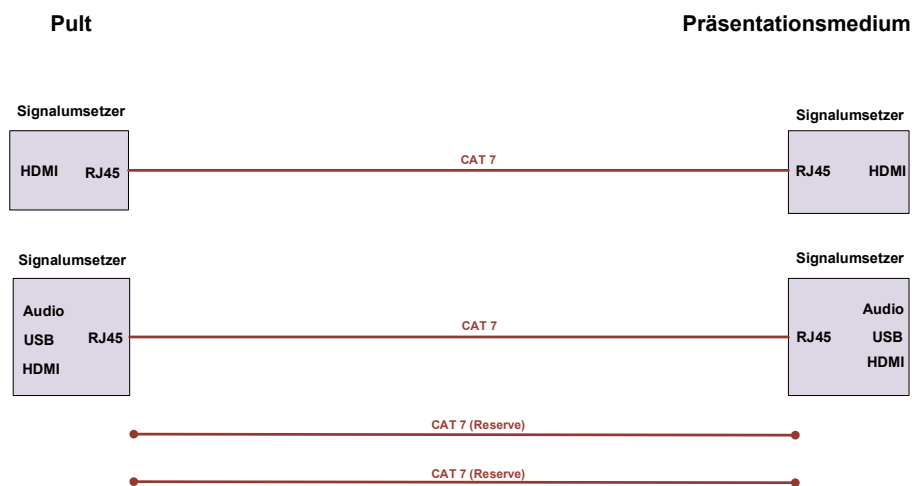 Pult
Präsentationsmedium
Signalumsetzer
Signalumsetzer
HDMI RJ45
CAT 7
RJ45 HDMI
Signalumsetzer
Signalumsetzer
Audio
USB RJ45
HDMI
CAT 7
Audio
RJ45 USB
HDMI
CAT 7 (Reserve)
CAT 7 (Reserve)